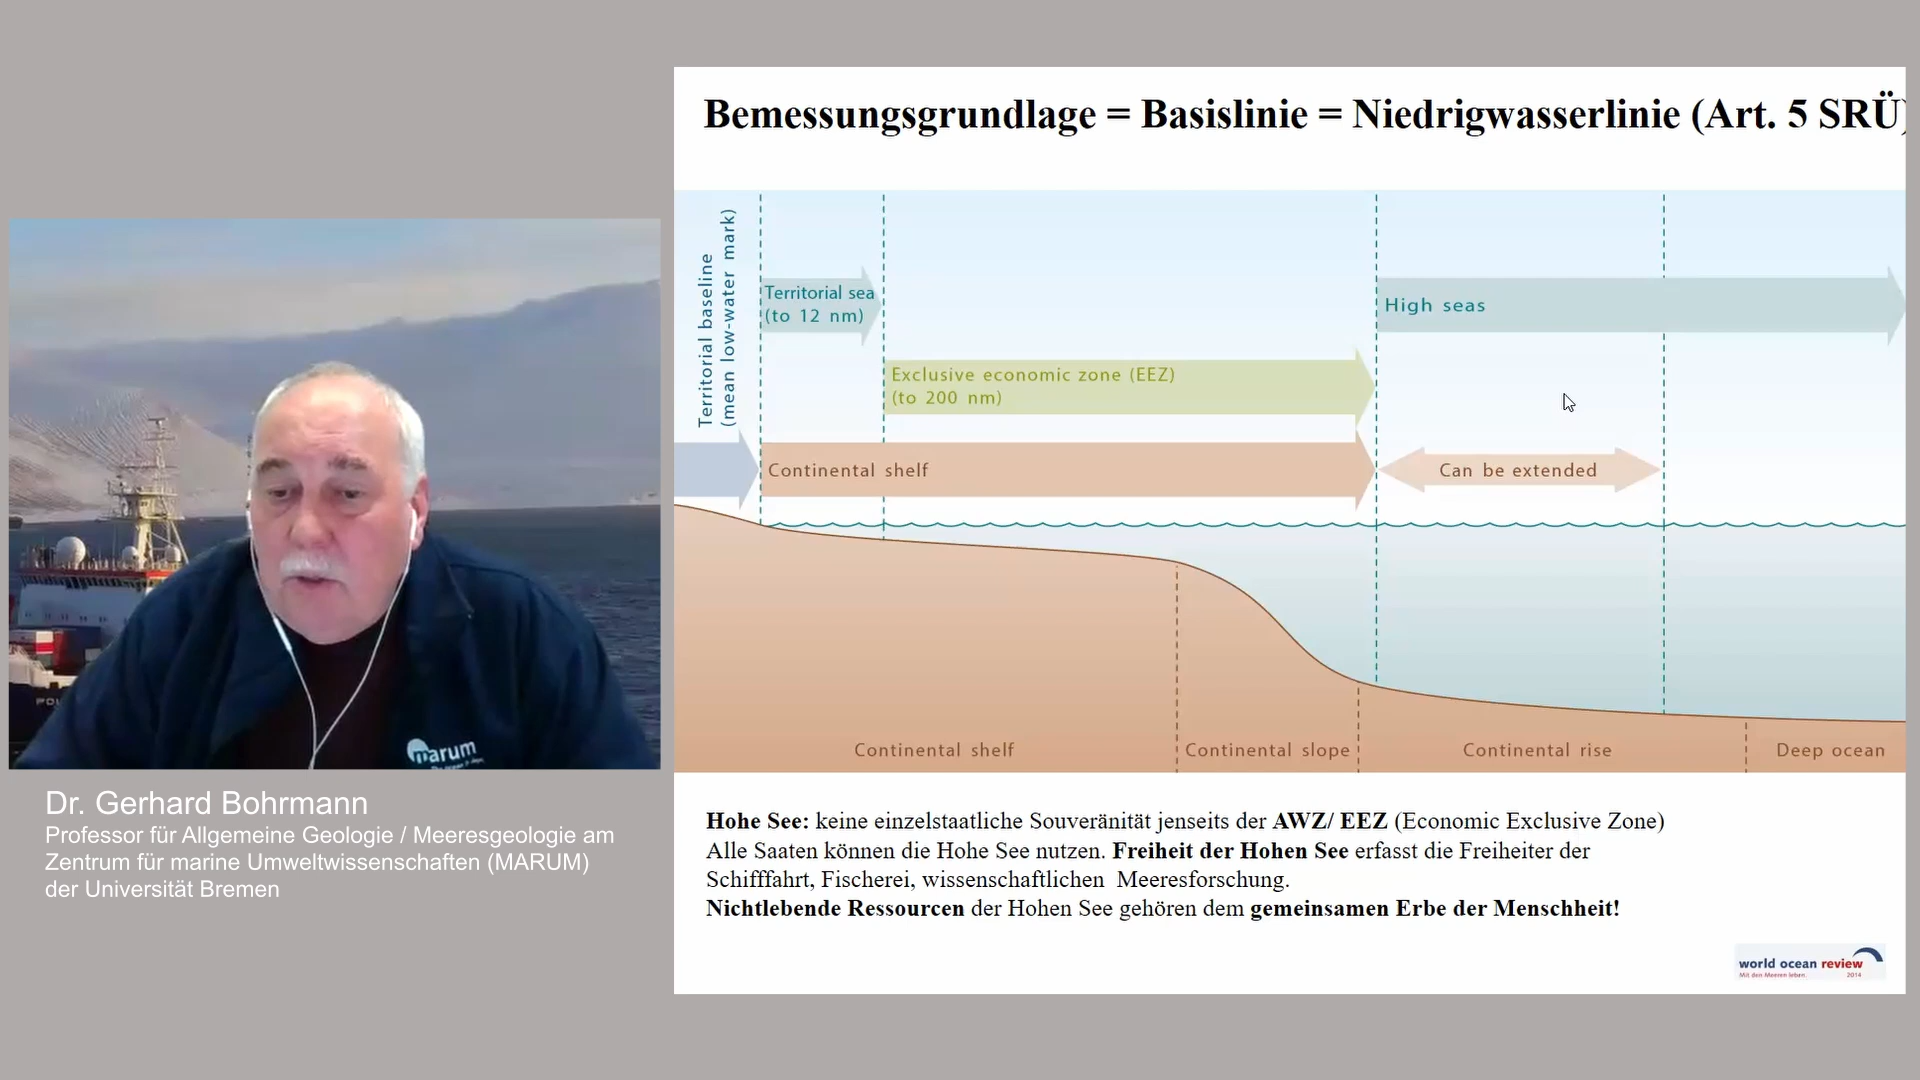 Bemessungsgrundlage = Basislinie = Niedrigwasserlinie (Art. 5 SRÜ)
Territorial baseline
(mean low-water mark)
Territorial sea
(to 12 nm)
High seas
Exclusive economic zone (EEZ)
(to 200 nm)
Continental shelf
Can be extended
Continental shelf
Continental slope
Continental rise
Deep ocean
marum
Dr. Gerhard Bohrmann
Professor für Allgemeine Geologie / Meeresgeologie am
Zentrum für marine Umweltwissenschaften (MARUM)
der Universität Bremen
Hohe See: keine einzelstaatliche Souveränität jenseits der AWZ/ EEZ (Economic Exclusive Zone)
Alle Saaten können die Hohe See nutzen. Freiheit der Hohen See erfasst die Freiheiter der
Schifffahrt, Fischerei, wissenschaftlichen Meeresforschung.
Nichtlebende Ressourcen der Hohen See gehören dem gemeinsamen Erbe der Menschheit!
world ocean review
Mit den Meeren leben. 2014